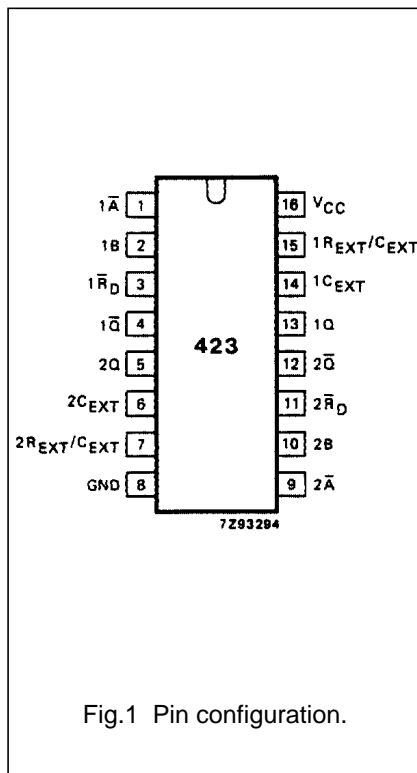 1A̅ 1 16 VCC
1B 2 15 1REXT/CEXT
1R̅D 3 14 1CEXT
1Q̅ 4 13 1Q
423
2Q 5 12 2Q̅
2CEXT 6 11 2R̅D
2REXT/CEXT 7 10 2B
GND 8 9 2A̅
7Z93294
Fig.1 Pin configuration.